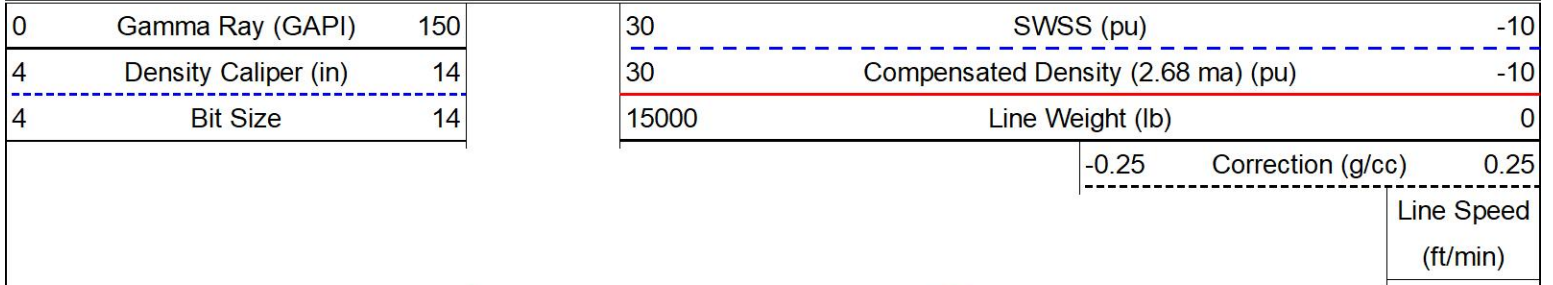 0 Gamma Ray (GAPI) 150 30 SWSS (pu) -10
4 Density Caliper (in) 14 30 Compensated Density (2.68 ma) (pu) -10
4 Bit Size 14 15000 Line Weight (lb) 0
-0.25 Correction (g/cc) 0.25
Line Speed
(ft/min)